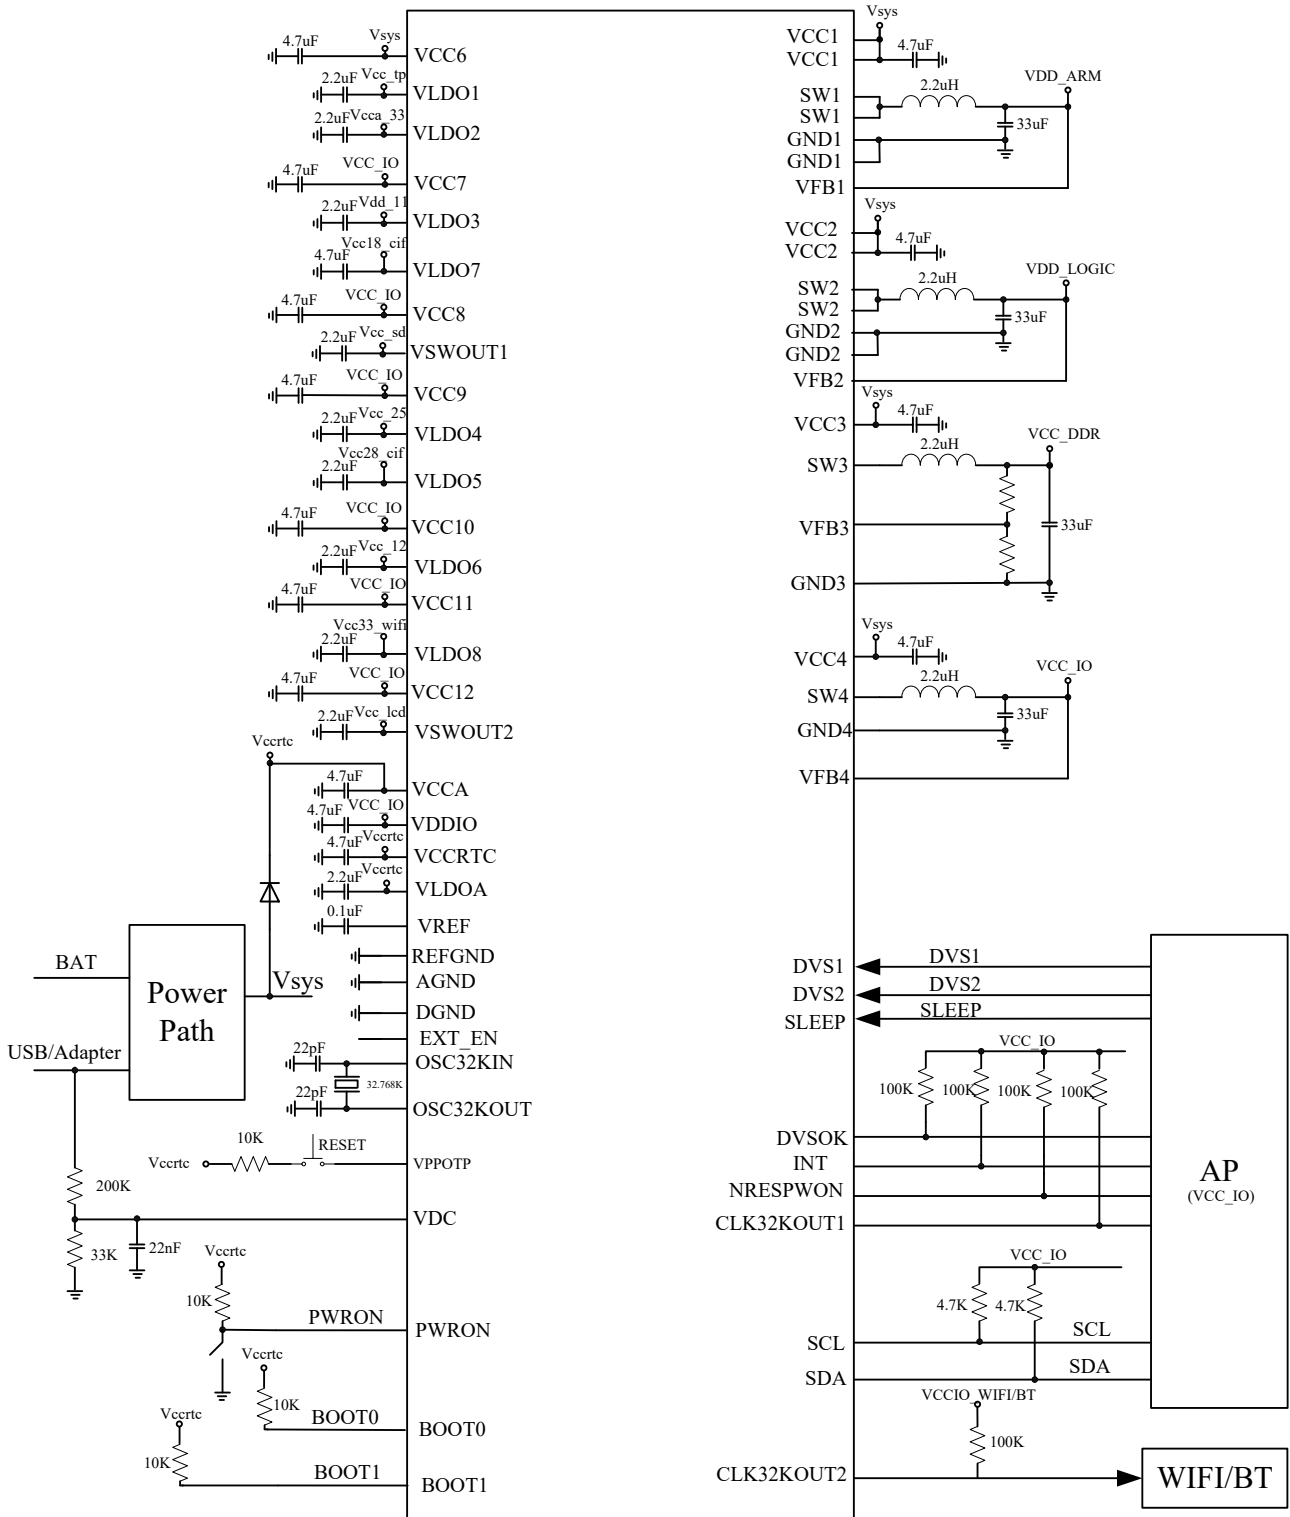 Vsys
4.7uF
VCC6
2.2uF
Vcc_tp
VLDO1
2.2uF
Vcca_33
VLDO2
4.7uF
VCC_IO
VCC7
2.2uF
Vdd_11
VLDO3
4.7uF
Vcc18_cif
VLDO7
4.7uF
VCC_IO
VCC8
2.2uF
Vcc_sd
VSWOUT1
4.7uF
VCC_IO
VCC9
2.2uF
Vcc_25
VLDO4
2.2uF
Vcc28_cif
VLDO5
4.7uF
VCC_IO
VCC10
2.2uF
Vcc_12
VLDO6
4.7uF
VCC_IO
VCC11
2.2uF
Vcc33_wifi
VLDO8
4.7uF
VCC_IO
VCC12
2.2uF
Vcc_lcd
VSWOUT2
Vccrtc
4.7uF
VCCA
4.7uF
VCC_IO
VDDIO
4.7uF
Vccrtc
VCCRTC
2.2uF
Vccrtc
VLDOA
0.1uF
VREF
REFGND
AGND
DGND
EXT_EN
BAT
Power
Path
Vsys
USB/Adapter
22pF
OSC32KIN
32.768K
22pF
OSC32KOUT
Vccrtc
10K
RESET
VPPOTP
200K
VDC
33K
22nF
Vccrtc
10K
PWRON
PWRON
Vccrtc
10K
BOOT0
BOOT0
Vccrtc
10K
BOOT1
BOOT1
Vsys
VCC1
VCC1
4.7uF
SW1
SW1
2.2uH
VDD_ARM
33uF
GND1
GND1
VFB1
Vsys
VCC2
VCC2
4.7uF
SW2
SW2
2.2uH
VDD_LOGIC
33uF
GND2
GND2
VFB2
Vsys
VCC3
4.7uF
SW3
2.2uH
VCC_DDR
VFB3
33uF
GND3
Vsys
VCC4
4.7uF
SW4
2.2uH
VCC_IO
33uF
GND4
VFB4
DVS1
DVS1
DVS2
DVS2
SLEEP
SLEEP
VCC_IO
100K
100K
100K
100K
DVSOK
INT
NRESPWON
CLK32KOUT1
AP
(VCC_IO)
VCC_IO
4.7K
4.7K
SCL
SCL
SDA
SDA
VCCIO_WIFI/BT
100K
CLK32KOUT2
WIFI/BT